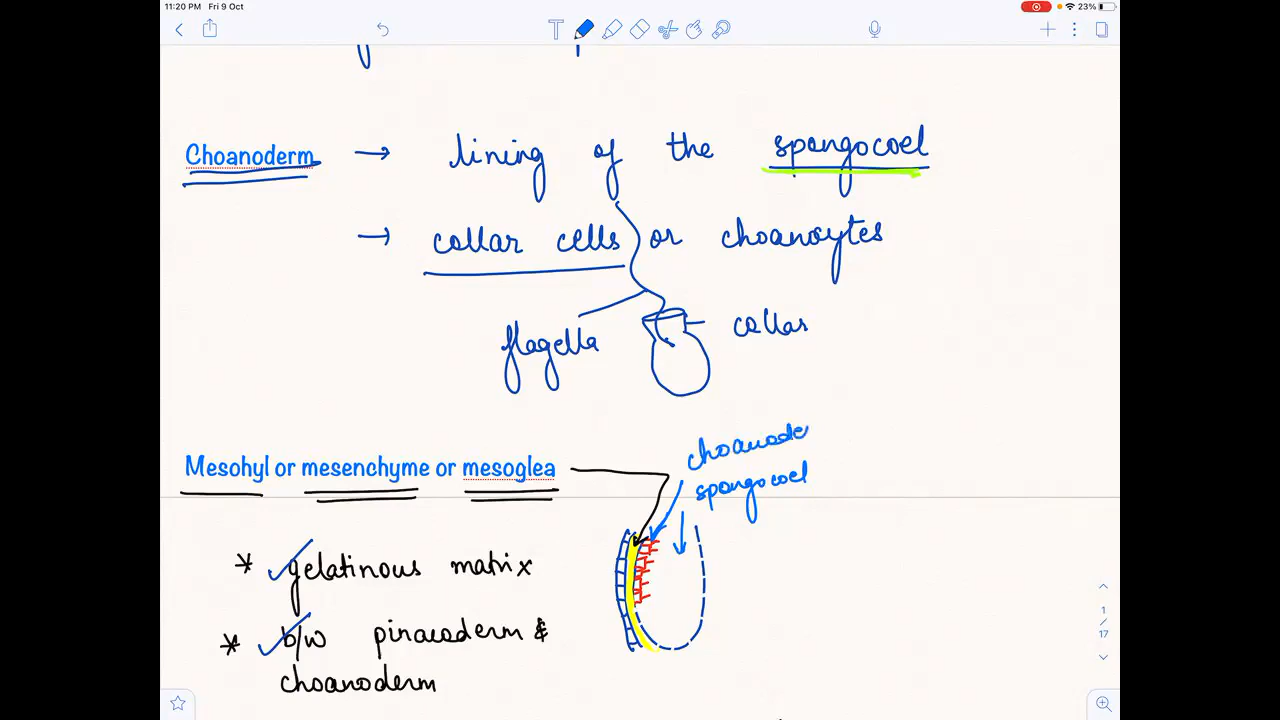 11:20 PM Fri 9 Oct
23%
T
Choanoderm → lining of the spongocoel
→ collar cells or choanocytes
flagella
collar
choanode
Mesohyl or mesenchyme or mesoglea
spongocoel
* gelatinous matrix
* b/w pinacoderm &
choanoderm
1
/
17